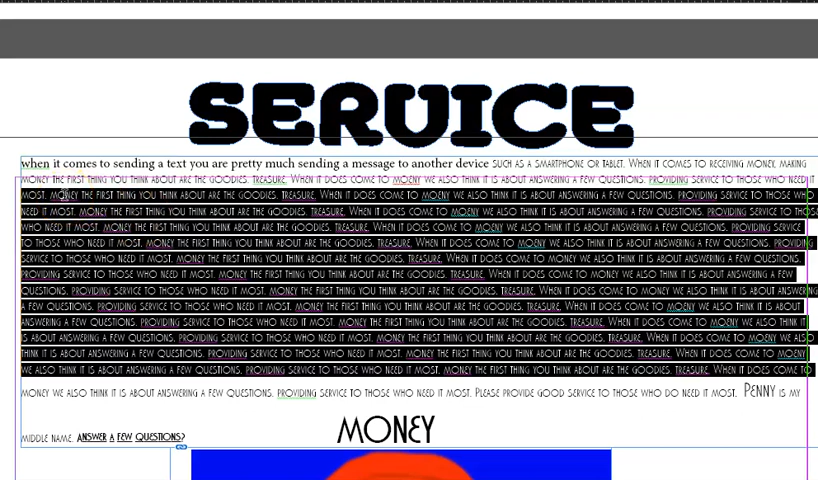 SERVICE
when it comes to sending a text you are pretty much sending a message to another device SUCH AS A SMARTPHONE OR TABLET. WHEN IT COMES TO RECEIVING MONEY, MAKING
MONEY THE FIRST THING YOU THINK ABOUT ARE THE GOODIES. TREASURE. WHEN IT DOES COME TO MOENY WE ALSO THINK IT IS ABOUT ANSWERING A FEW QUESTIONS. PROVIDING SERVICE TO THOSE WHO NEED IT
MOST. MONEY THE FIRST THING YOU THINK ABOUT ARE THE GOODIES. TREASURE. WHEN IT DOES COME TO MOENY WE ALSO THINK IT IS ABOUT ANSWERING A FEW QUESTIONS. PROVIDING SERVICE TO THOSE WHO
NEED IT MOST. MONEY THE FIRST THING YOU THINK ABOUT ARE THE GOODIES. TREASURE. WHEN IT DOES COME TO MOENY WE ALSO THINK IT IS ABOUT ANSWERING A FEW QUESTIONS. PROVIDING SERVICE TO THOSE
WHO NEED IT MOST. MONEY THE FIRST THING YOU THINK ABOUT ARE THE GOODIES. TREASURE. WHEN IT DOES COME TO MOENY WE ALSO THINK IT IS ABOUT ANSWERING A FEW QUESTIONS. PROVIDING SERVICE
TO THOSE WHO NEED IT MOST. MONEY THE FIRST THING YOU THINK ABOUT ARE THE GOODIES. TREASURE. WHEN IT DOES COME TO MOENY WE ALSO THINK IT IS ABOUT ANSWERING A FEW QUESTIONS. PROVIDING
SERVICE TO THOSE WHO NEED IT MOST. MONEY THE FIRST THING YOU THINK ABOUT ARE THE GOODIES. TREASURE. WHEN IT DOES COME TO MONEY WE ALSO THINK IT IS ABOUT ANSWERING A FEW QUESTIONS.
PROVIDING SERVICE TO THOSE WHO NEED IT MOST. MONEY THE FIRST THING YOU THINK ABOUT ARE THE GOODIES. TREASURE. WHEN IT DOES COME TO MONEY WE ALSO THINK IT IS ABOUT ANSWERING A FEW
QUESTIONS. PROVIDING SERVICE TO THOSE WHO NEED IT MOST. MONEY THE FIRST THING YOU THINK ABOUT ARE THE GOODIES. TREASURE. WHEN IT DOES COME TO MOENY WE ALSO THINK IT IS ABOUT ANSWERING
A FEW QUESTIONS. PROVIDING SERVICE TO THOSE WHO NEED IT MOST. MONEY THE FIRST THING YOU THINK ABOUT ARE THE GOODIES. TREASURE. WHEN IT DOES COME TO MOENY WE ALSO THINK IT IS ABOUT
ANSWERING A FEW QUESTIONS. PROVIDING SERVICE TO THOSE WHO NEED IT MOST. MONEY THE FIRST THING YOU THINK ABOUT ARE THE GOODIES. TREASURE. WHEN IT DOES COME TO MOENY WE ALSO THINK IT
IS ABOUT ANSWERING A FEW QUESTIONS. PROVIDING SERVICE TO THOSE WHO NEED IT MOST. MONEY THE FIRST THING YOU THINK ABOUT ARE THE GOODIES. TREASURE. WHEN IT DOES COME TO MOENY WE ALSO
THINK IT IS ABOUT ANSWERING A FEW QUESTIONS. PROVIDING SERVICE TO THOSE WHO NEED IT MOST. MONEY THE FIRST THING YOU THINK ABOUT ARE THE GOODIES. TREASURE. WHEN IT DOES COME TO MOENY
WE ALSO THINK IT IS ABOUT ANSWERING A FEW QUESTIONS. PROVIDING SERVICE TO THOSE WHO NEED IT MOST. MONEY THE FIRST THING YOU THINK ABOUT ARE THE GOODIES. TREASURE. WHEN IT DOES COME TO
MONEY WE ALSO THINK IT IS ABOUT ANSWERING A FEW QUESTIONS. PROVIDING SERVICE TO THOSE WHO NEED IT MOST. PLEASE PROVIDE GOOD SERVICE TO THOSE WHO DO NEED IT MOST. PENNY IS MY
MIDDLE NAME. ANSWER A FEW QUESTIONS? MONEY